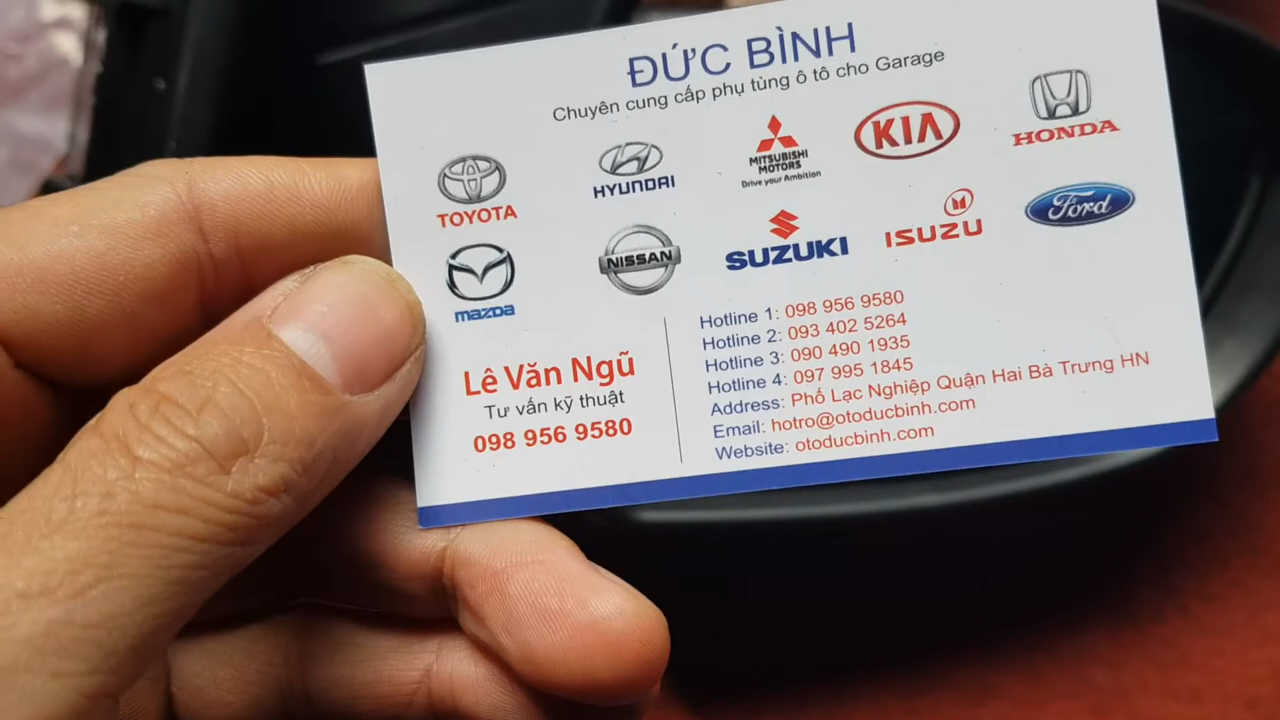 ĐỨC BÌNH
Chuyên cung cấp phụ tùng ô tô cho Garage
TOYOTA
HYUNDAI
MITSUBISHI
MOTORS
Drive your Ambition
KIA
HONDA
mazda
NISSAN
SUZUKI
ISUZU
Ford
Lê Văn Ngũ
Tư vấn kỹ thuật
098 956 9580
Hotline 1: 098 956 9580
Hotline 2: 093 402 5264
Hotline 3: 090 490 1935
Hotline 4: 097 995 1845
Address: Phố Lạc Nghiệp Quận Hai Bà Trưng HN
Email: hotro@otoducbinh.com
Website: otoducbinh.com